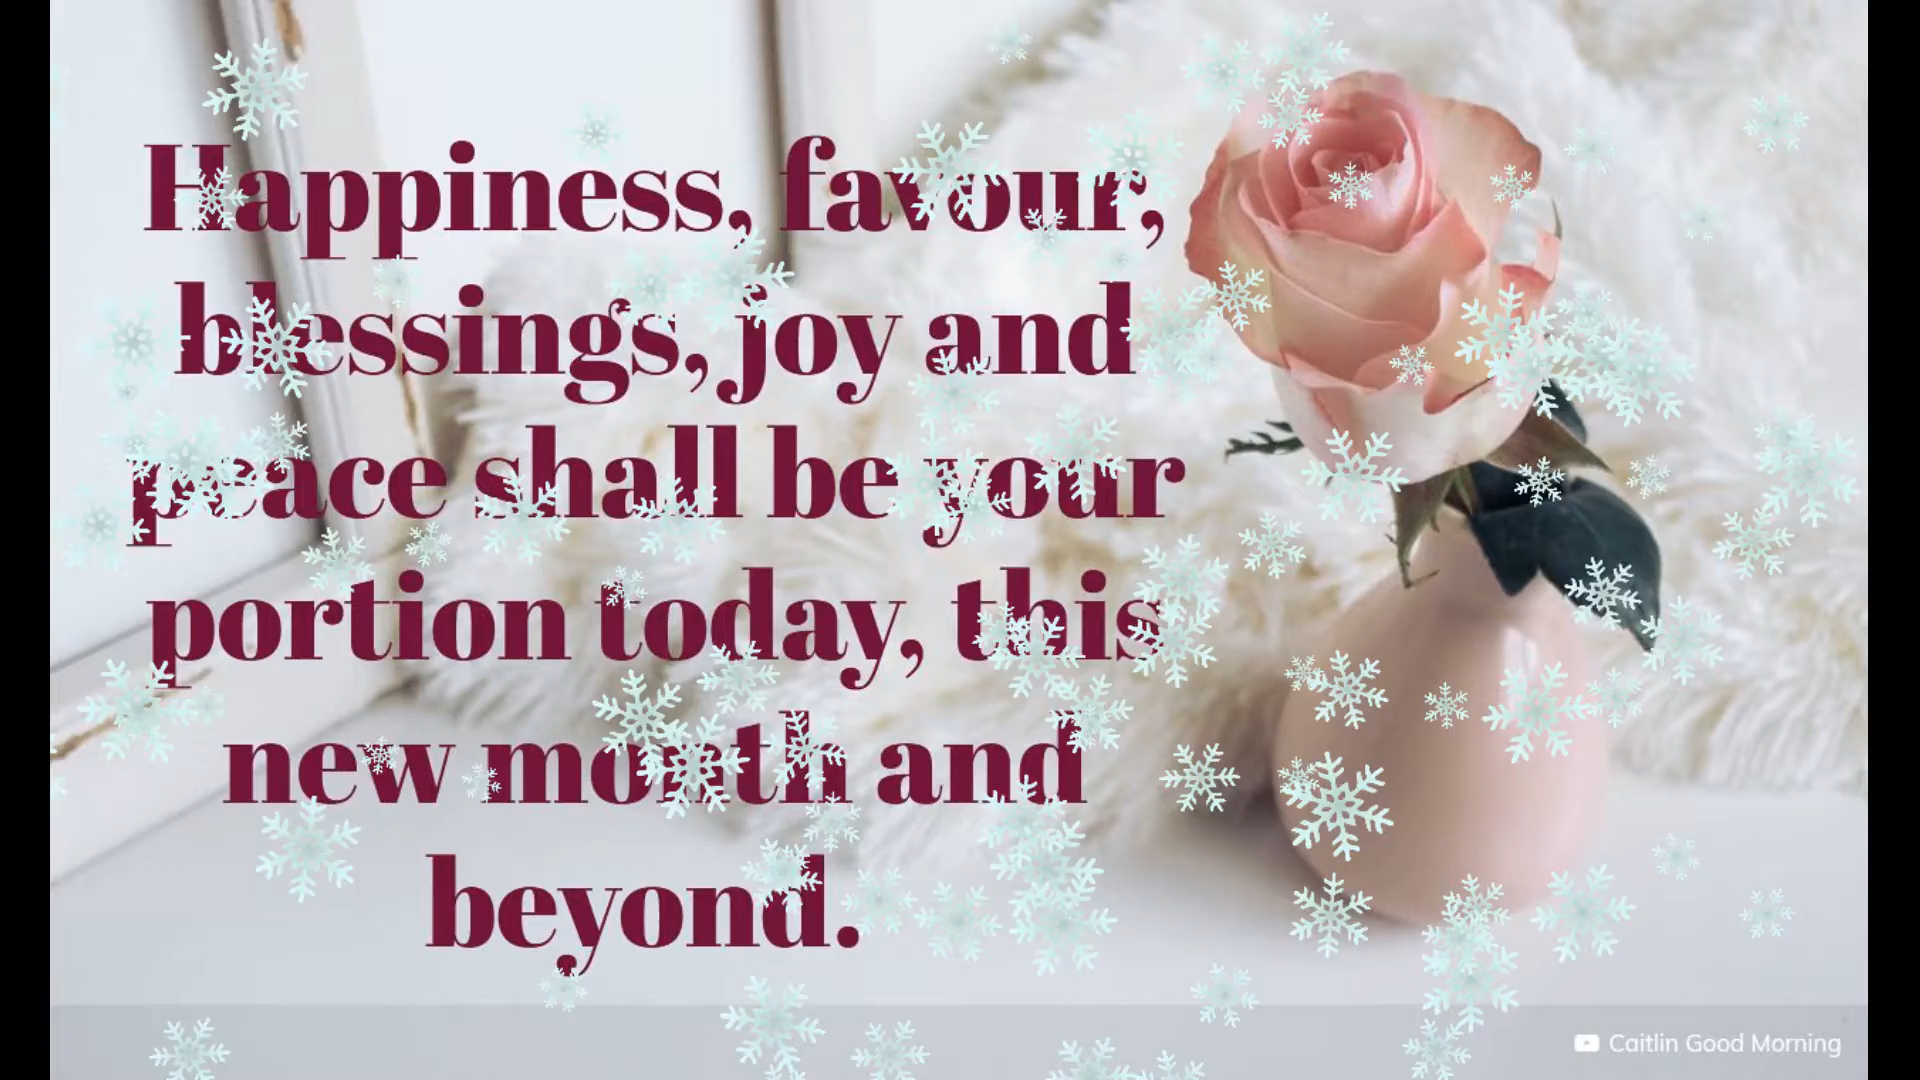 Happiness, favour,
blessings, joy and
peace shall be your
portion today, this
new month and
beyond.
Caitlin Good Morning